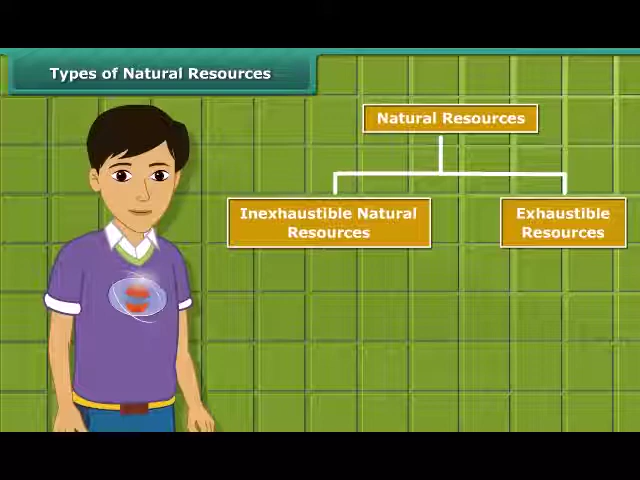 Types of Natural Resources
Natural Resources
Inexhaustible Natural
Resources
Exhaustible
Resources